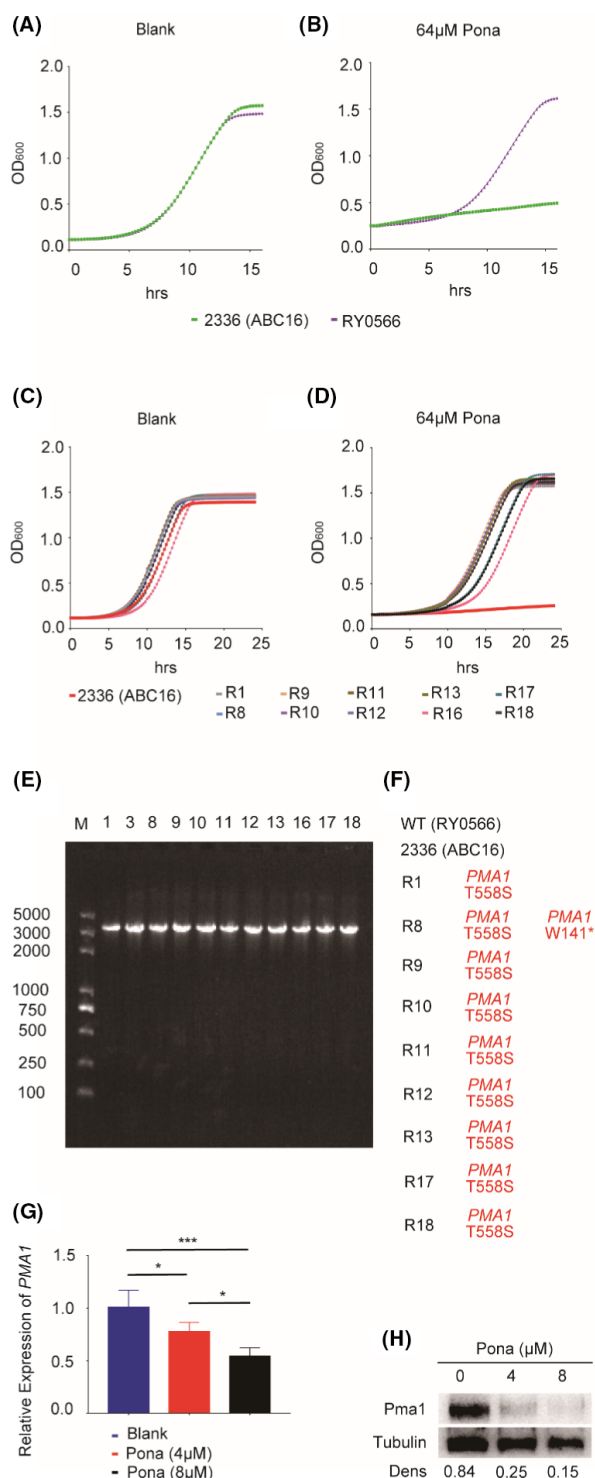 (A)
Blank
OD600
2.0
1.5
1.0
0.5
0.0
0 5 10 15
hrs
(B)
64µM Pona
OD600
2.0
1.5
1.0
0.5
0.0
0 5 10 15
hrs
2336 (ABC16) RY0566
(C)
Blank
OD600
2.0
1.5
1.0
0.5
0.0
0 5 10 15 20 25
hrs
(D)
64µM Pona
OD600
2.0
1.5
1.0
0.5
0.0
0 5 10 15 20 25
hrs
2336 (ABC16) R1 R9 R11 R13 R17
R8 R10 R12 R16 R18
(E)
M 1 3 8 9 10 11 12 13 16 17 18
5000
3000
2000
1000
750
500
250
100
(F)
WT (RY0566)
2336 (ABC16)
R1 PMA1
T558S
R8 PMA1 PMA1
T558S W141*
R9 PMA1
T558S
R10 PMA1
T558S
R11 PMA1
T558S
R12 PMA1
T558S
R13 PMA1
T558S
R17 PMA1
T558S
R18 PMA1
T558S
(G)
Relative Expression of PMA1
1.5
1.0
0.5
0.0
***
*
*
Blank
Pona (4µM)
Pona (8µM)
(H)
Pona (µM)
0 4 8
Pma1
Tubulin
Dens 0.84 0.25 0.15